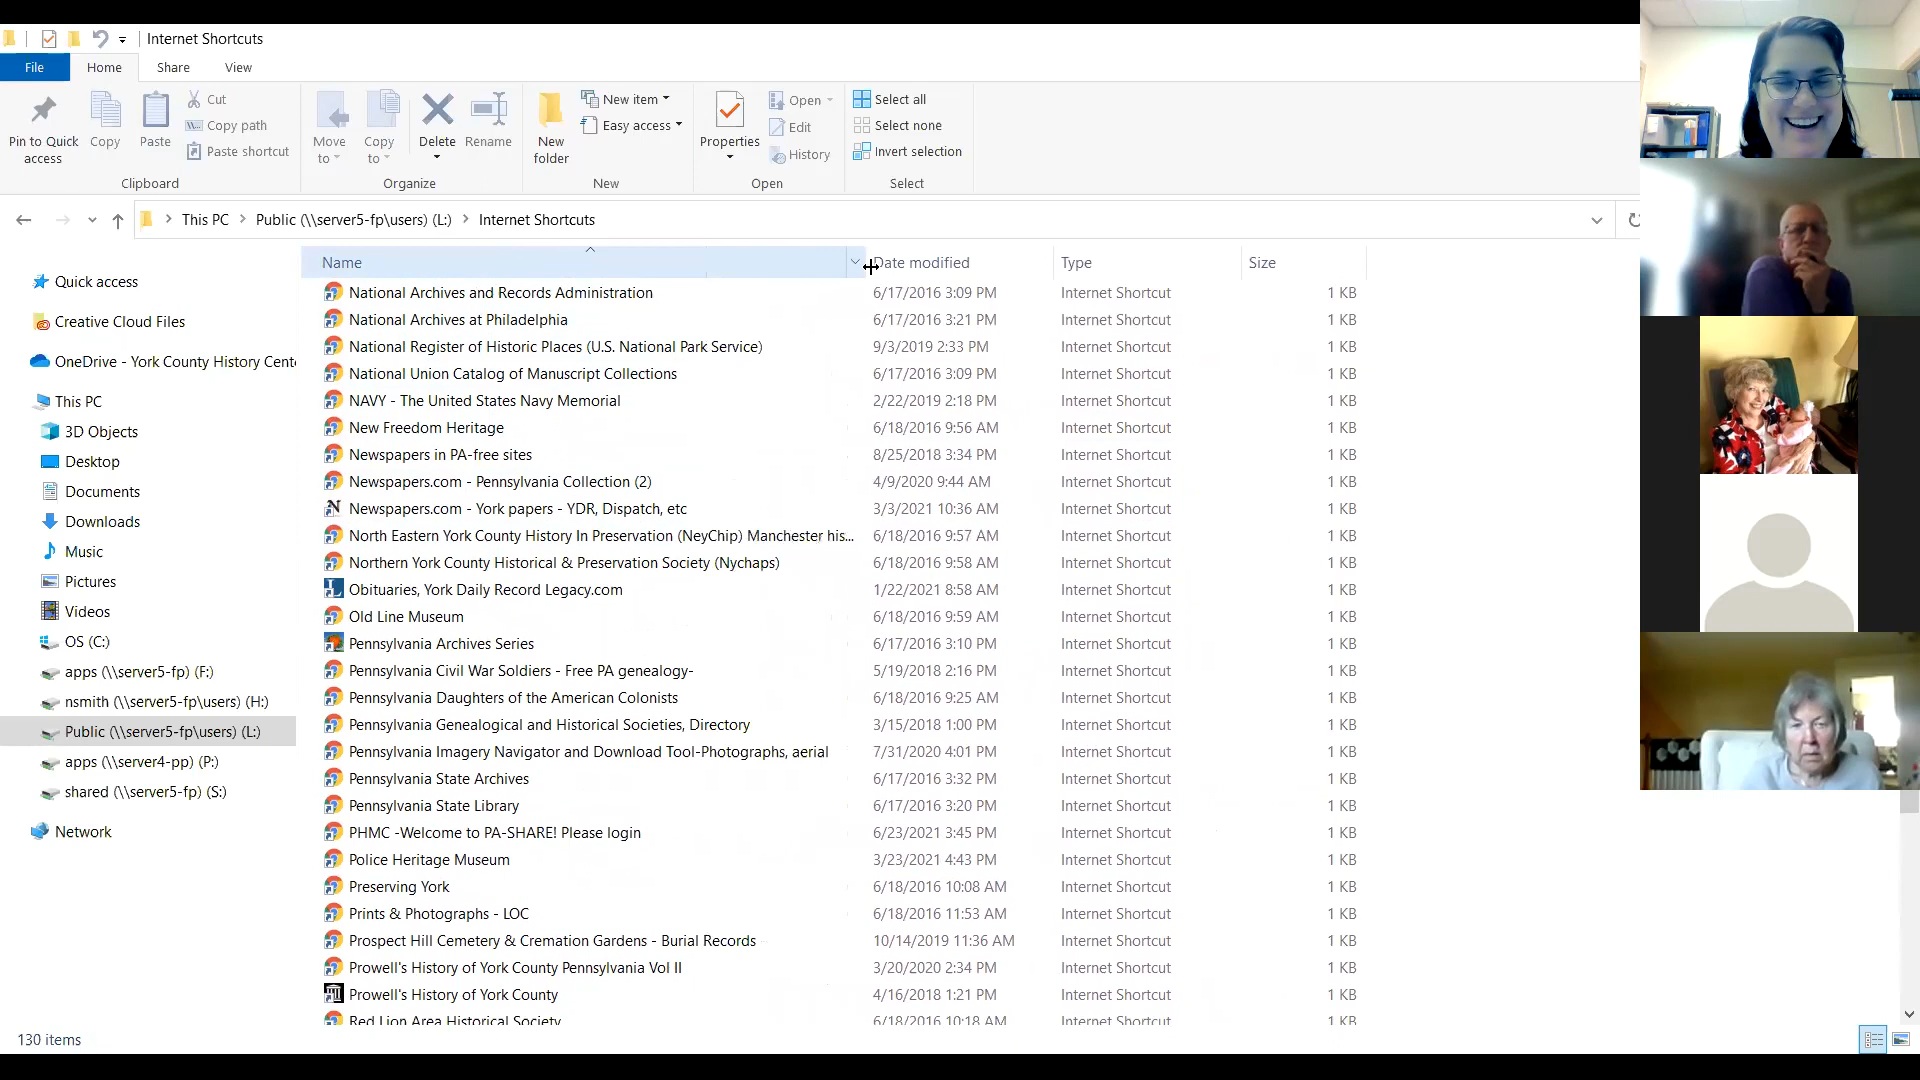 Internet Shortcuts
File Home Share View
Pin to Quick access
Copy
Paste
Cut
Copy path
Paste shortcut
Clipboard
Move to
Copy to
Delete
Rename
Organize
New folder
New item
Easy access
New
Properties
Open
Edit
History
Open
Select all
Select none
Invert selection
Select
This PC > Public (\\server5-fp\users) (L:) > Internet Shortcuts
Quick access
Creative Cloud Files
OneDrive - York County History Cent
This PC
3D Objects
Desktop
Documents
Downloads
Music
Pictures
Videos
OS (C:)
apps (\\server5-fp) (F:)
nsmith (\\server5-fp\users) (H:)
Public (\\server5-fp\users) (L:)
apps (\\server4-pp) (P:)
shared (\\server5-fp) (S:)
Network
Name Date modified Type Size
National Archives and Records Administration 6/17/2016 3:09 PM Internet Shortcut 1 KB
National Archives at Philadelphia 6/17/2016 3:21 PM Internet Shortcut 1 KB
National Register of Historic Places (U.S. National Park Service) 9/3/2019 2:33 PM Internet Shortcut 1 KB
National Union Catalog of Manuscript Collections 6/17/2016 3:09 PM Internet Shortcut 1 KB
NAVY - The United States Navy Memorial 2/22/2019 2:18 PM Internet Shortcut 1 KB
New Freedom Heritage 6/18/2016 9:56 AM Internet Shortcut 1 KB
Newspapers in PA-free sites 8/25/2018 3:34 PM Internet Shortcut 1 KB
Newspapers.com - Pennsylvania Collection (2) 4/9/2020 9:44 AM Internet Shortcut 1 KB
Newspapers.com - York papers - YDR, Dispatch, etc 3/3/2021 10:36 AM Internet Shortcut 1 KB
North Eastern York County History In Preservation (NeyChip) Manchester his... 6/18/2016 9:57 AM Internet Shortcut 1 KB
Northern York County Historical & Preservation Society (Nychaps) 6/18/2016 9:58 AM Internet Shortcut 1 KB
Obituaries, York Daily Record Legacy.com 1/22/2021 8:58 AM Internet Shortcut 1 KB
Old Line Museum 6/18/2016 9:59 AM Internet Shortcut 1 KB
Pennsylvania Archives Series 6/17/2016 3:10 PM Internet Shortcut 1 KB
Pennsylvania Civil War Soldiers - Free PA genealogy- 5/19/2018 2:16 PM Internet Shortcut 1 KB
Pennsylvania Daughters of the American Colonists 6/18/2016 9:25 AM Internet Shortcut 1 KB
Pennsylvania Genealogical and Historical Societies, Directory 3/15/2018 1:00 PM Internet Shortcut 1 KB
Pennsylvania Imagery Navigator and Download Tool-Photographs, aerial 7/31/2020 4:01 PM Internet Shortcut 1 KB
Pennsylvania State Archives 6/17/2016 3:32 PM Internet Shortcut 1 KB
Pennsylvania State Library 6/17/2016 3:20 PM Internet Shortcut 1 KB
PHMC -Welcome to PA-SHARE! Please login 6/23/2021 3:45 PM Internet Shortcut 1 KB
Police Heritage Museum 3/23/2021 4:43 PM Internet Shortcut 1 KB
Preserving York 6/18/2016 10:08 AM Internet Shortcut 1 KB
Prints & Photographs - LOC 6/18/2016 11:53 AM Internet Shortcut 1 KB
Prospect Hill Cemetery & Cremation Gardens - Burial Records 10/14/2019 11:36 AM Internet Shortcut 1 KB
Prowell's History of York County Pennsylvania Vol II 3/20/2020 2:34 PM Internet Shortcut 1 KB
Prowell's History of York County 4/16/2018 1:21 PM Internet Shortcut 1 KB
Red Lion Area Historical Society 6/18/2016 10:18 AM Internet Shortcut 1 KB
130 items